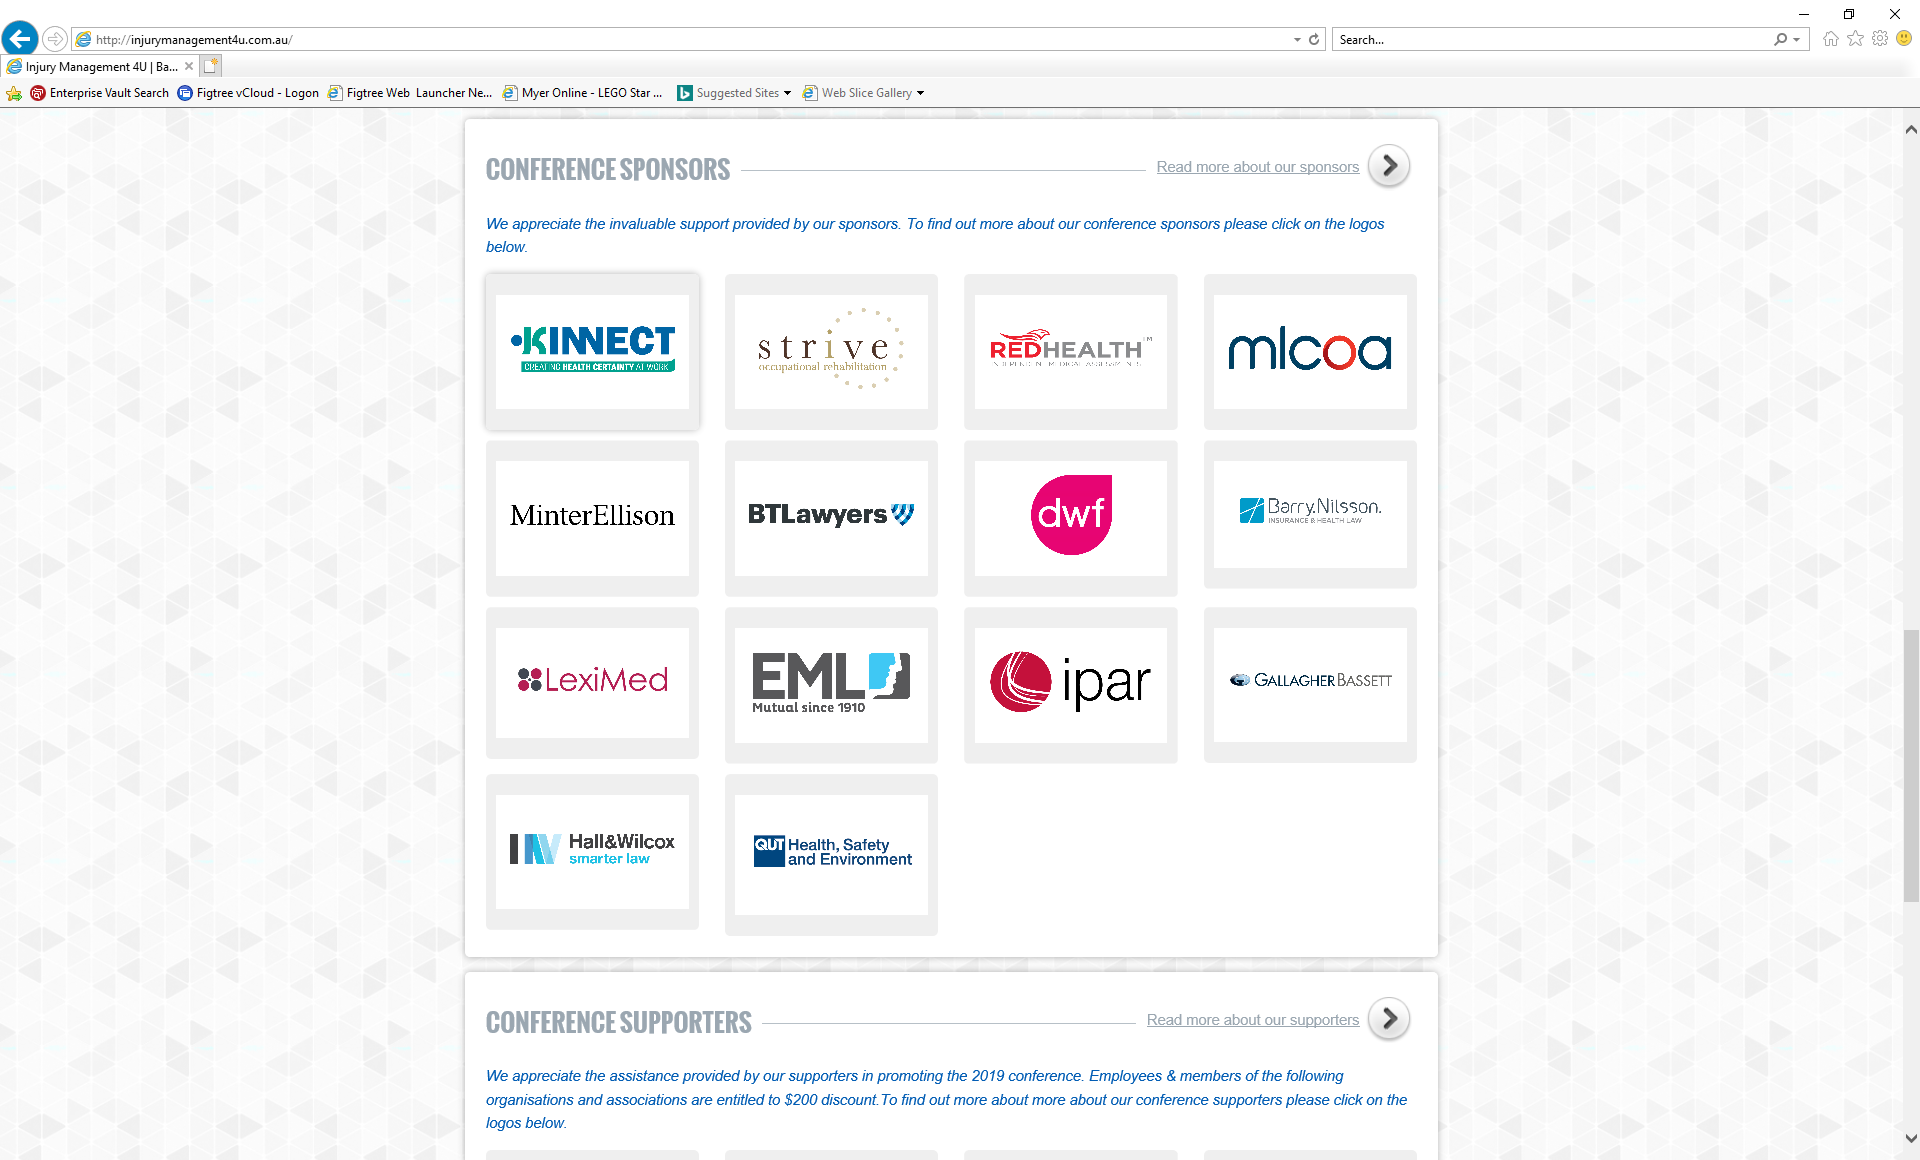 http://injurymanagement4u.com.au/
Search...
Injury Management 4U | Ba...
Enterprise Vault Search
Figtree vCloud - Logon
Figtree Web Launcher Ne...
Myer Online - LEGO Star ...
Suggested Sites
Web Slice Gallery
CONFERENCE SPONSORS
Read more about our sponsors
We appreciate the invaluable support provided by our sponsors. To find out more about our conference sponsors please click on the logos
below.
KINNECT
CREATING HEALTH CERTAINTY AT WORK
strive
occupational rehabilitation
REDHEALTH™
INDEPENDENT MEDICAL ASSESSMENTS
mlcoa
MinterEllison
BTLawyers
dwf
Barry.Nilsson.
INSURANCE & HEALTH LAW
LexiMed
EML
Mutual since 1910
ipar
GALLAGHER BASSETT
Hall&Wilcox
smarter law
QUT Health, Safety
and Environment
CONFERENCE SUPPORTERS
Read more about our supporters
We appreciate the assistance provided by our supporters in promoting the 2019 conference. Employees & members of the following
organisations and associations are entitled to $200 discount.To find out more about more about our conference supporters please click on the
logos below.